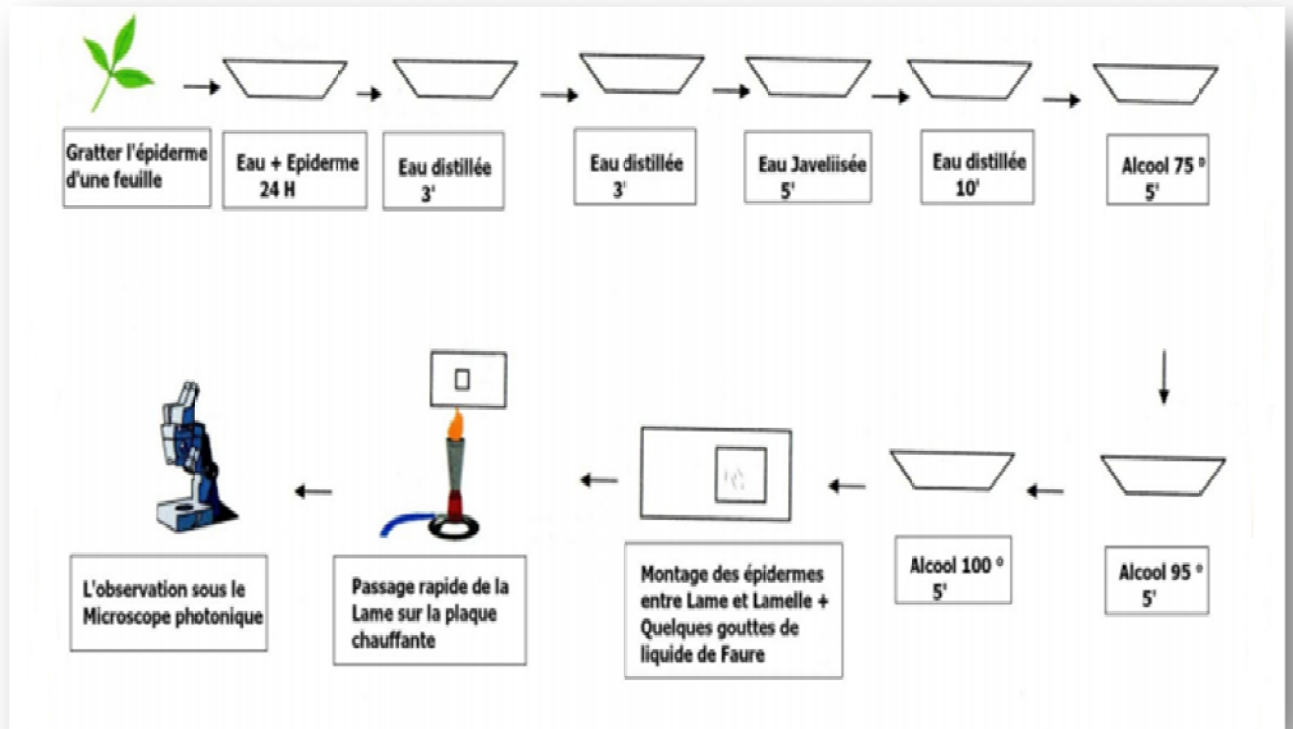 Gratter l'épiderme
d'une feuille
Eau + Epiderme
24 H
Eau distillée
3'
Eau distillée
3'
Eau Javeliisée
5'
Eau distillée
10'
Alcool 75 º
5'
Alcool 95 º
5'
Alcool 100 º
5'
Montage des épidermes
entre Lame et Lamelle +
Quelques gouttes de
liquide de Faure
Passage rapide de la
Lame sur la plaque
chauffante
L'observation sous le
Microscope photonique